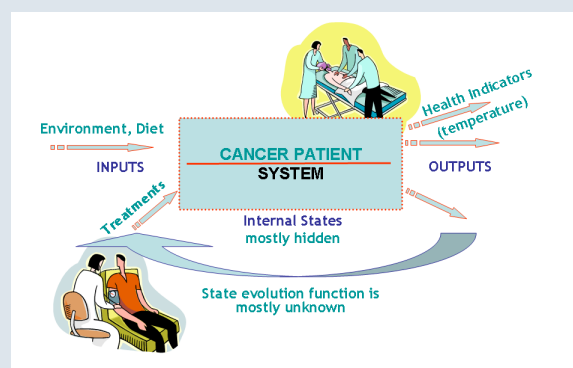 Environment, Diet
INPUTS
Treatments
CANCER PATIENT
SYSTEM
Internal States
mostly hidden
Health Indicators
(temperature)
OUTPUTS
State evolution function is
mostly unknown